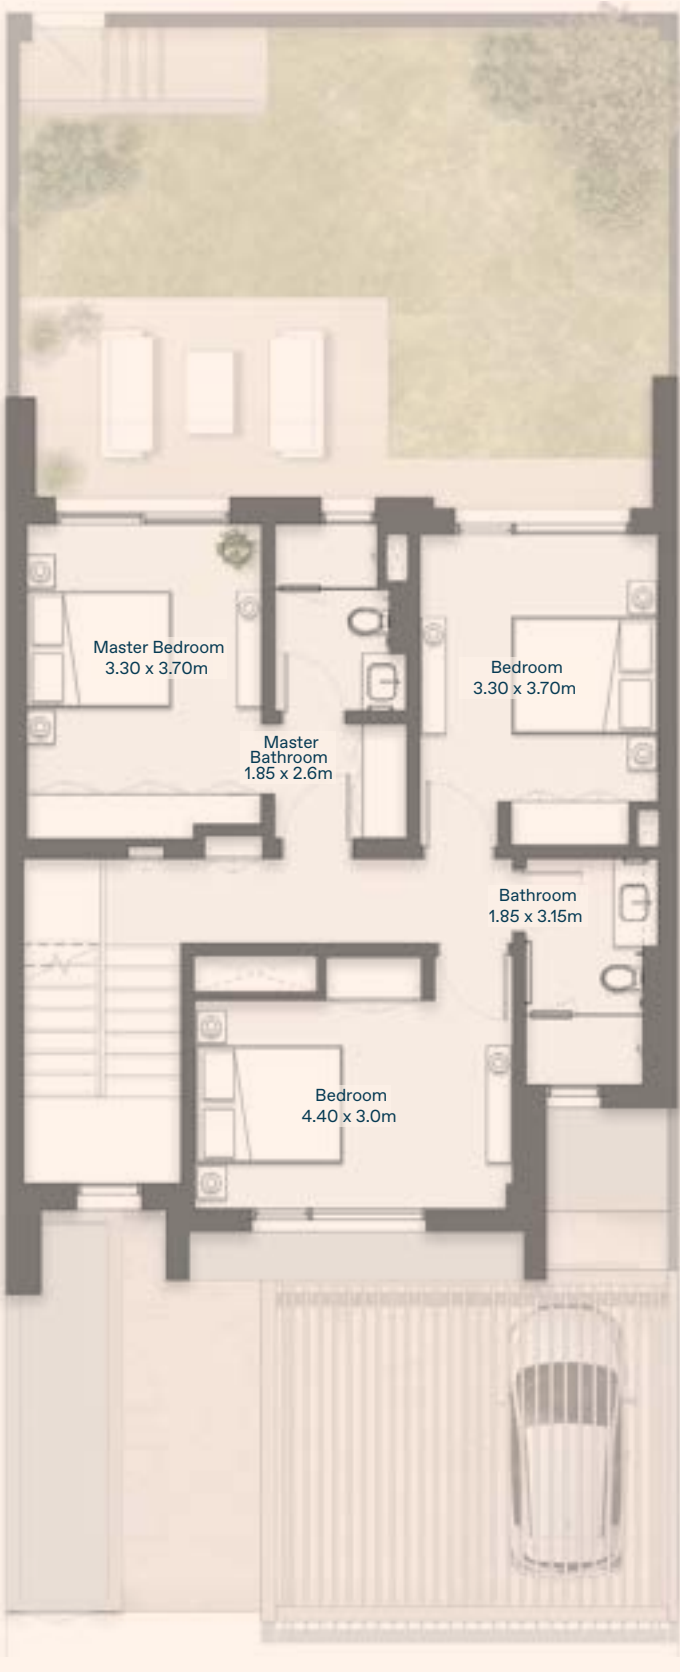 Master Bedroom
3.30 x 3.70m
Bedroom
3.30 x 3.70m
Master
Bathroom
1.85 x 2.6m
Bathroom
1.85 x 3.15m
Bedroom
4.40 x 3.0m